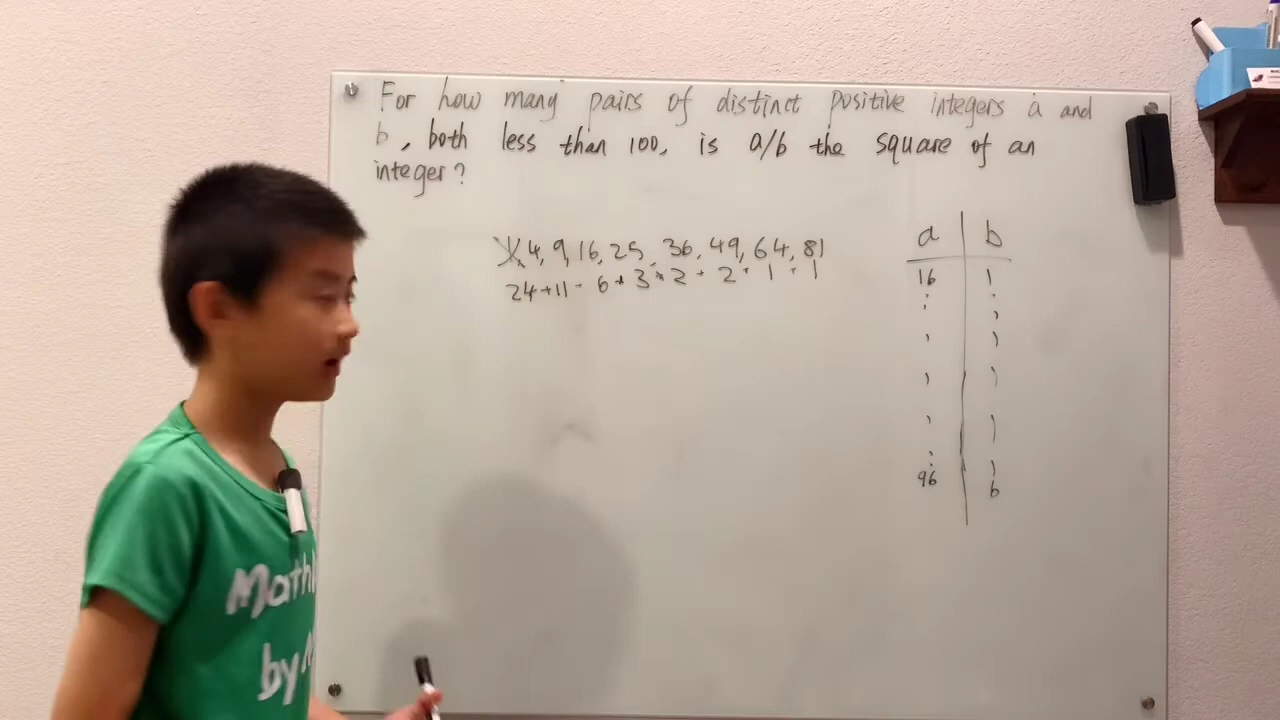 For how many pairs of distinct positive integers a and
b, both less than 100, is a/b the square of an
integer?
1, 4, 9, 16, 25, 36, 49, 64, 81
24+11+6+3+2+2+1+1
a b
16 1
96 6
Math
by